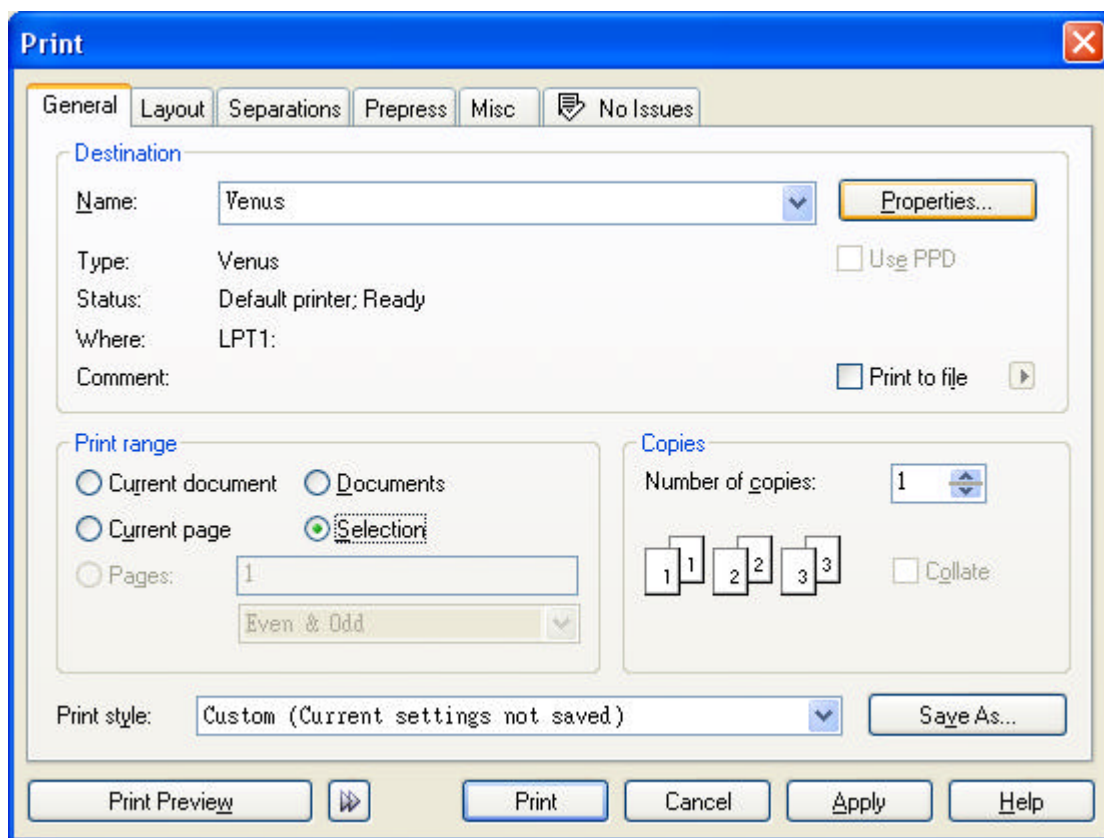 Print
General Layout Separations Prepress Misc No Issues
Destination
Name: Venus Properties...
Type: Venus Use PPD
Status: Default printer; Ready
Where: LPT1:
Comment: Print to file
Print range
Current document Documents
Current page Selection
Pages: 1
Even & Odd
Copies
Number of copies: 1
1 1 2 2 3 3 Collate
Print style: Custom (Current settings not saved) Save As...
Print Preview Print Cancel Apply Help